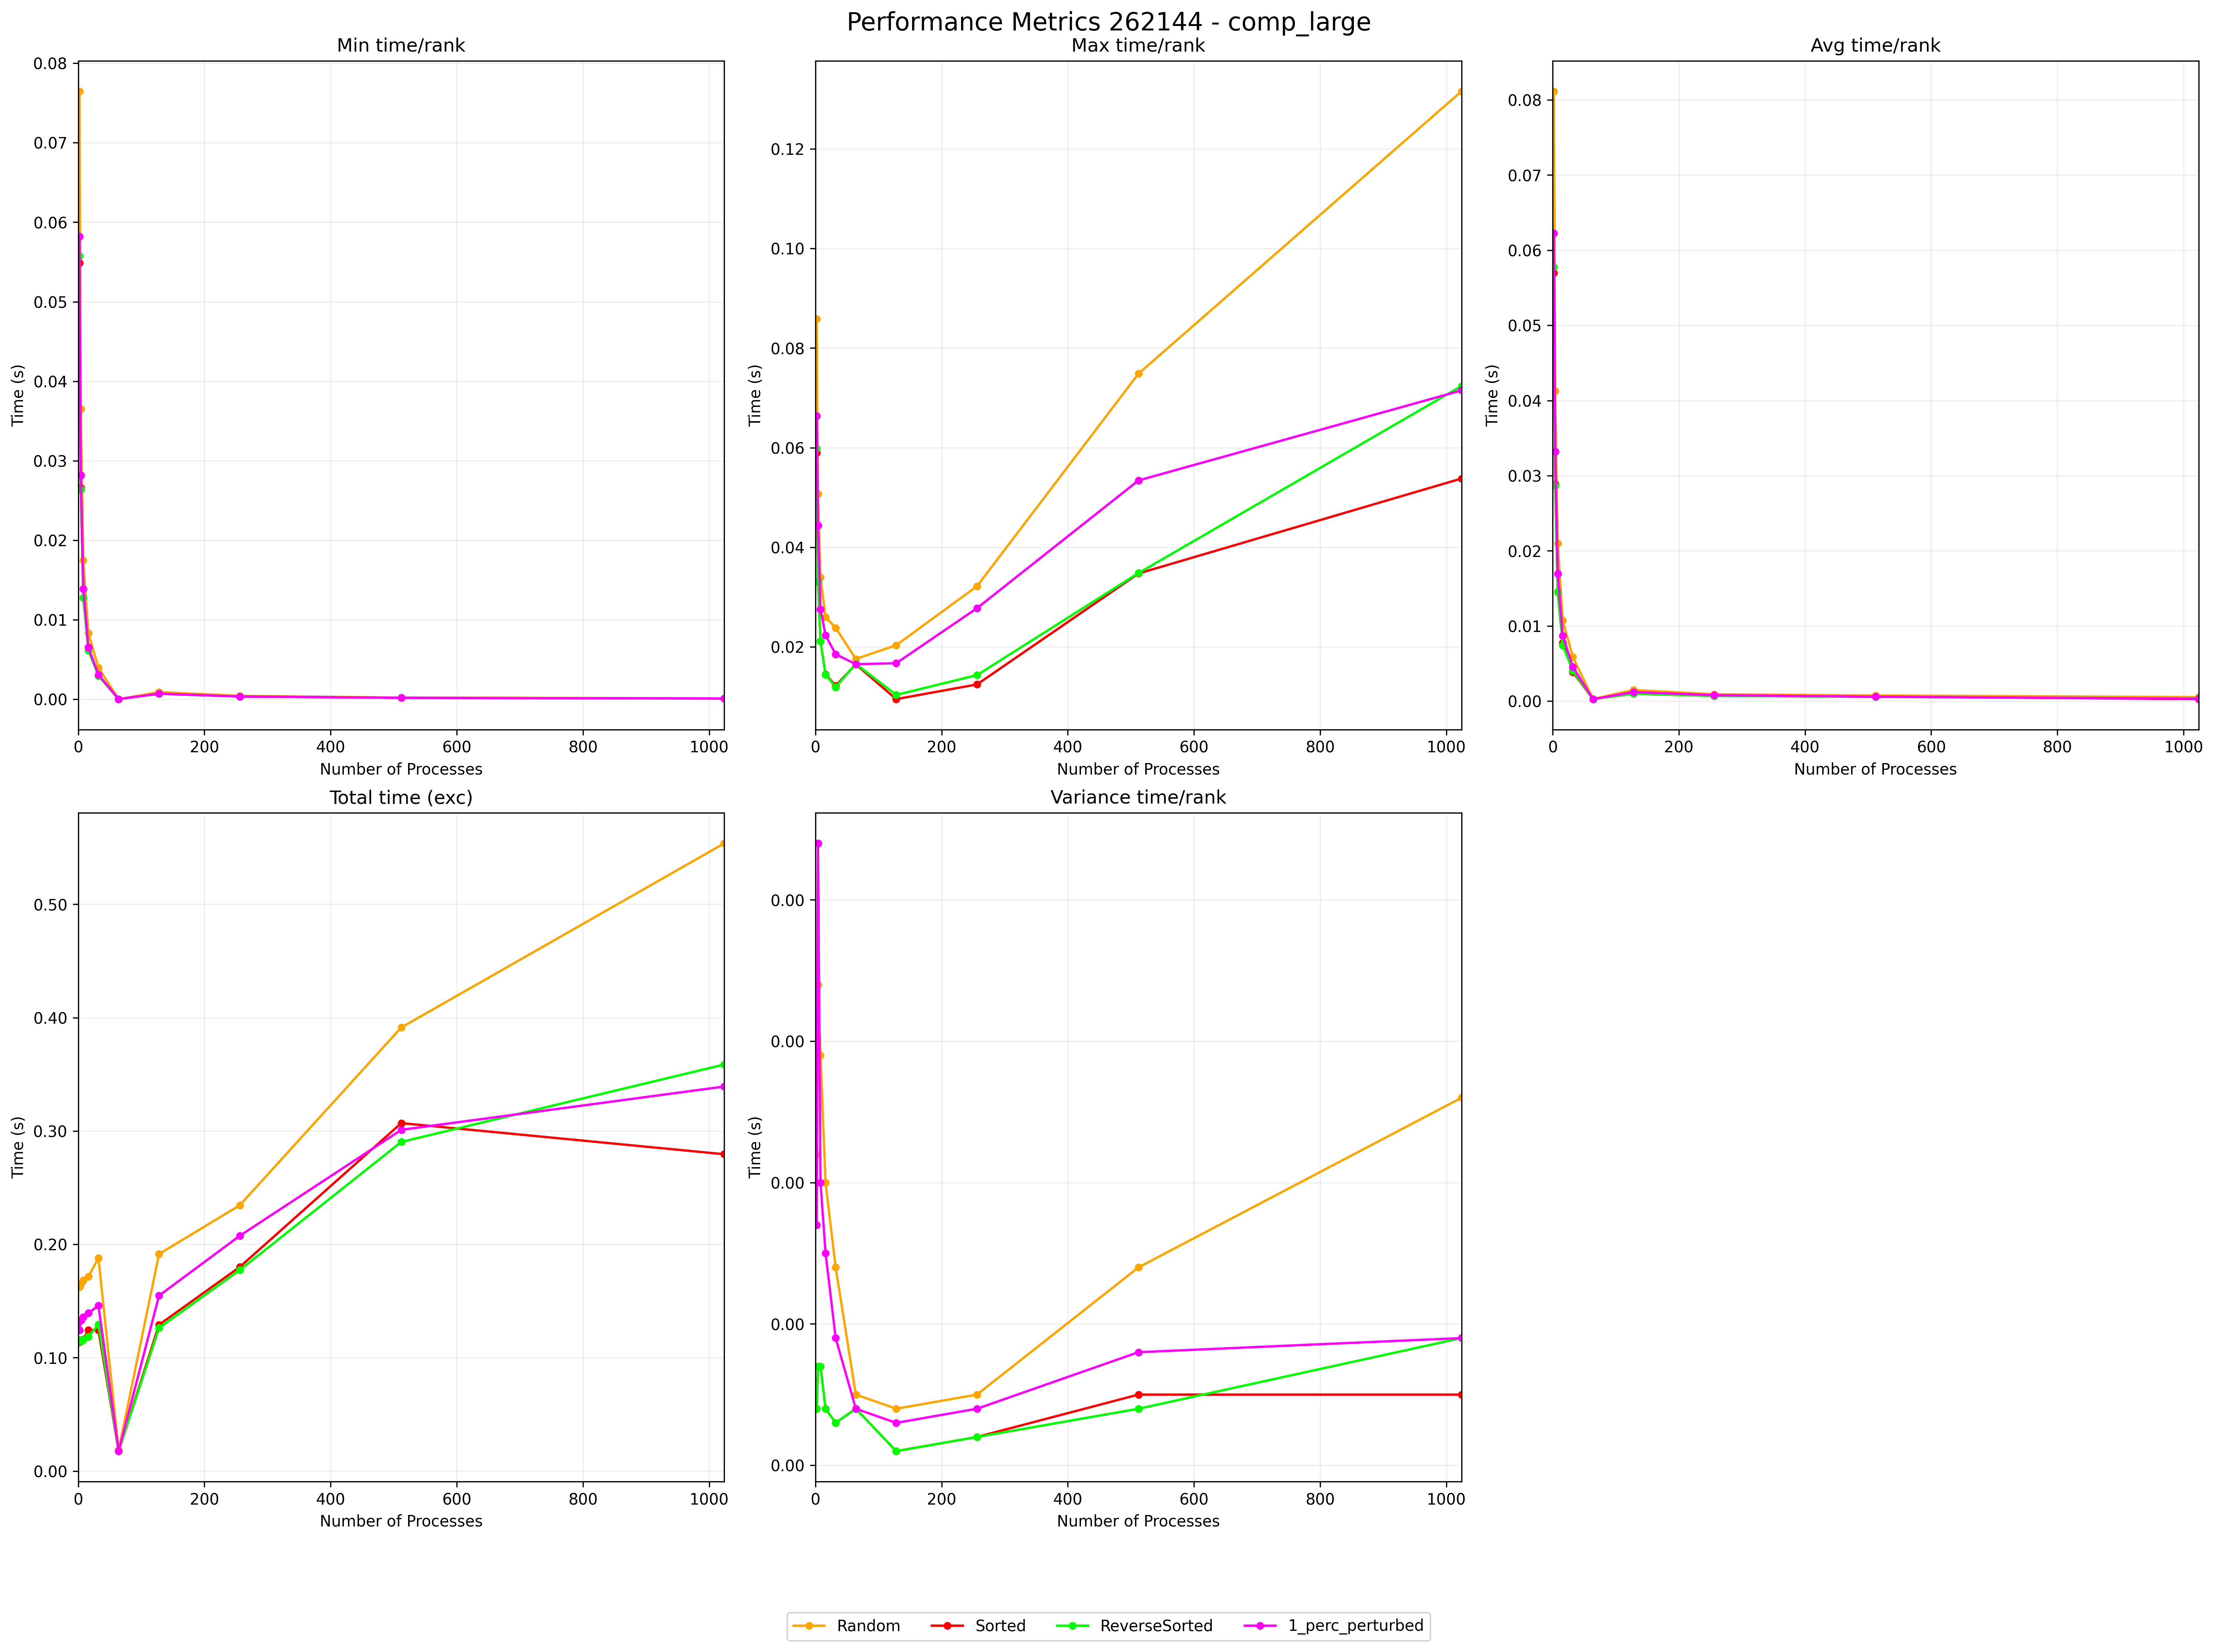 Performance Metrics 262144 - comp_large
Min time/rank
Time (s)
0.08
0.07
0.06
0.05
0.04
0.03
0.02
0.01
0.00
0 200 400 600 800 1000
Number of Processes
Max time/rank
Time (s)
0.12
0.10
0.08
0.06
0.04
0.02
0 200 400 600 800 1000
Number of Processes
Avg time/rank
Time (s)
0.08
0.07
0.06
0.05
0.04
0.03
0.02
0.01
0.00
0 200 400 600 800 1000
Number of Processes
Total time (exc)
Time (s)
0.50
0.40
0.30
0.20
0.10
0.00
0 200 400 600 800 1000
Number of Processes
Variance time/rank
Time (s)
0.00
0.00
0.00
0.00
0.00
0 200 400 600 800 1000
Number of Processes
Random Sorted ReverseSorted 1_perc_perturbed